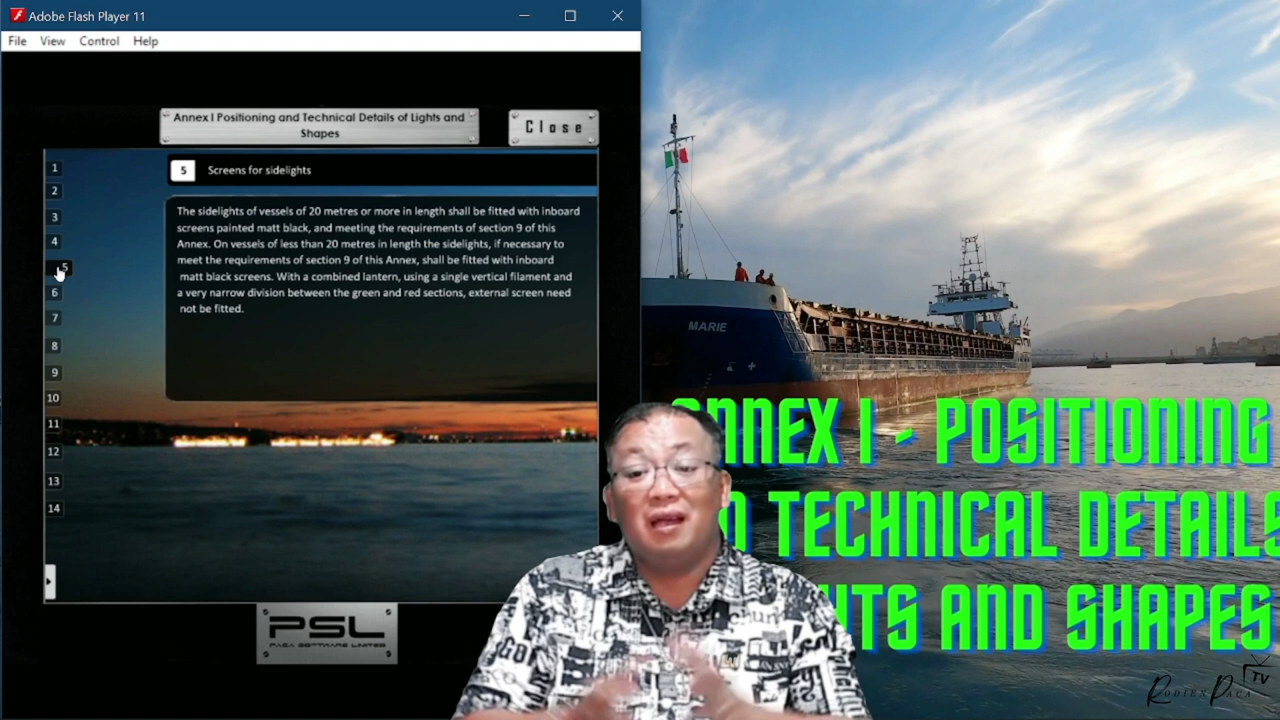 Adobe Flash Player 11
File View Control Help
Annex I Positioning and Technical Details of Lights and
Shapes
Close
1
2
3
4
5
6
7
8
9
10
11
12
13
14
5 Screens for sidelights
The sidelights of vessels of 20 metres or more in length shall be fitted with inboard
screens painted matt black, and meeting the requirements of section 9 of this
Annex. On vessels of less than 20 metres in length the sidelights, if necessary to
meet the requirements of section 9 of this Annex, shall be fitted with inboard
matt black screens. With a combined lantern, using a single vertical filament and
a very narrow division between the green and red sections, external screen need
not be fitted.
PSL
PACA SOFTWARE LIMITED
MARIE
ANNEX I - POSITIONING
TECHNICAL DETAILS
AND SHAPES
RODIEN PACA TV